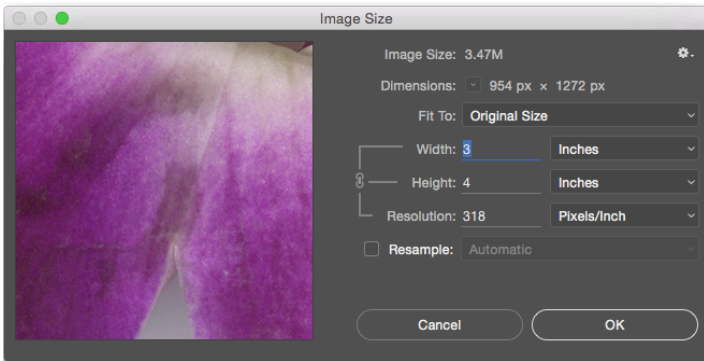 Image Size
Image Size: 3.47M
Dimensions: 954 px × 1272 px
Fit To: Original Size
Width: 3 Inches
Height: 4 Inches
Resolution: 318 Pixels/Inch
Resample: Automatic
Cancel OK